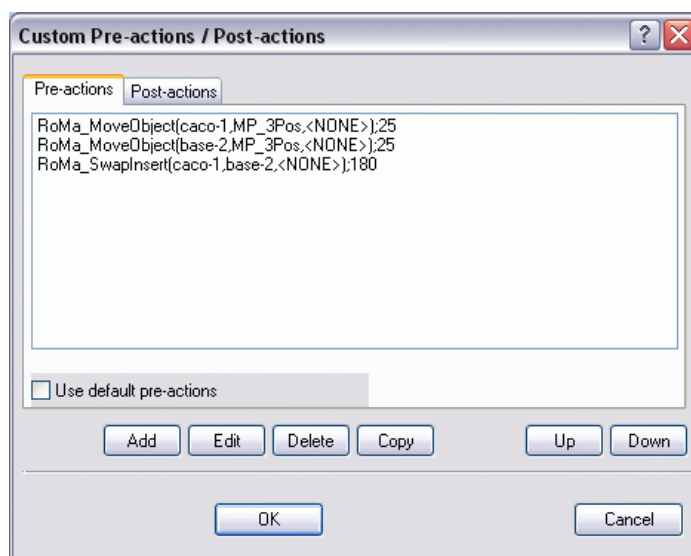 Custom Pre-actions / Post-actions
Pre-actions Post-actions
RoMa_MoveObject(caco-1,MP_3Pos,<NONE>);25
RoMa_MoveObject(base-2,MP_3Pos,<NONE>);25
RoMa_SwapInsert(caco-1,base-2,<NONE>);180
Use default pre-actions
Add Edit Delete Copy Up Down
OK Cancel